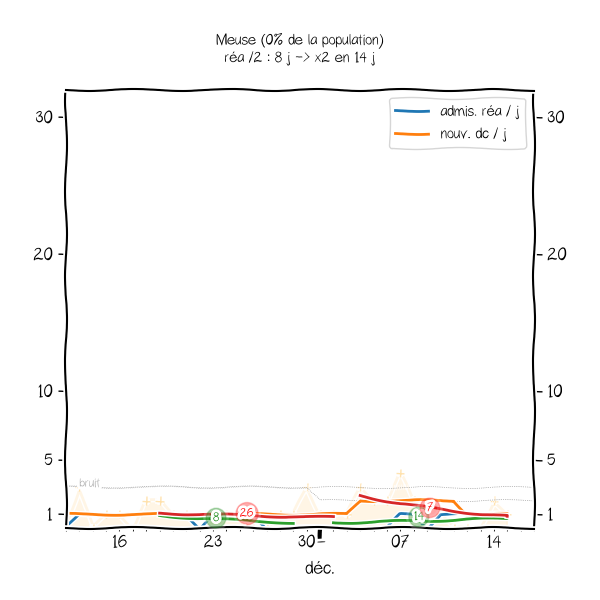 Meuse (0% de la population)
réa /2 : 8 j -> x2 en 14 j
admis. réa / j
nouv. dc / j
30 30
20 20
10 10
5 5
bruit
1 8 26 14 7 1
16 23 30 07 14
déc.